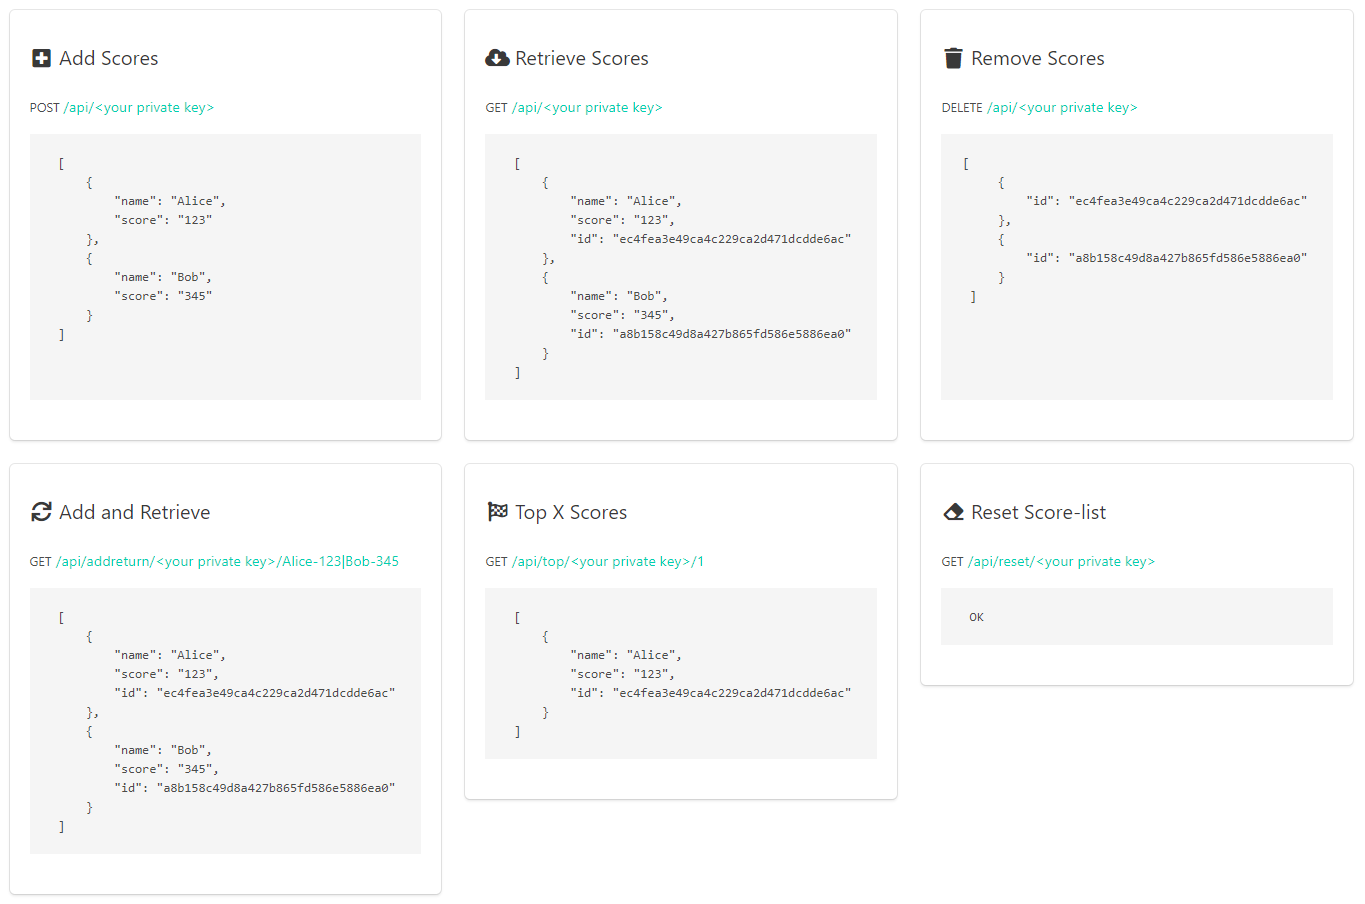 Add Scores
POST /api/<your private key>
[
    {
        "name": "Alice",
        "score": "123"
    },
    {
        "name": "Bob",
        "score": "345"
    }
]
Retrieve Scores
GET /api/<your private key>
[
    {
        "name": "Alice",
        "score": "123",
        "id": "ec4fea3e49ca4c229ca2d471dcdde6ac"
    },
    {
        "name": "Bob",
        "score": "345",
        "id": "a8b158c49d8a427b865fd586e5886ea0"
    }
]
Remove Scores
DELETE /api/<your private key>
[
    {
        "id": "ec4fea3e49ca4c229ca2d471dcdde6ac"
    },
    {
        "id": "a8b158c49d8a427b865fd586e5886ea0"
    }
]
Add and Retrieve
GET /api/addreturn/<your private key>/Alice-123|Bob-345
[
    {
        "name": "Alice",
        "score": "123",
        "id": "ec4fea3e49ca4c229ca2d471dcdde6ac"
    },
    {
        "name": "Bob",
        "score": "345",
        "id": "a8b158c49d8a427b865fd586e5886ea0"
    }
]
Top X Scores
GET /api/top/<your private key>/1
[
    {
        "name": "Alice",
        "score": "123",
        "id": "ec4fea3e49ca4c229ca2d471dcdde6ac"
    }
]
Reset Score-list
GET /api/reset/<your private key>
OK